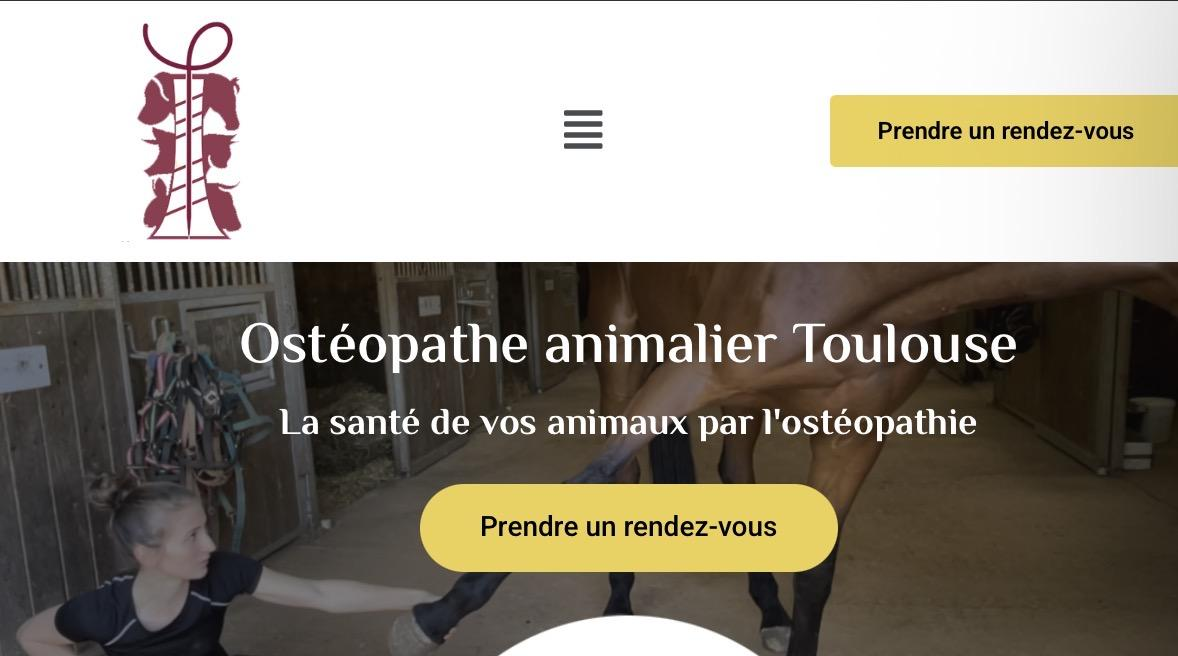 Prendre un rendez-vous
Ostéopathe animalier Toulouse
La santé de vos animaux par l'ostéopathie
Prendre un rendez-vous